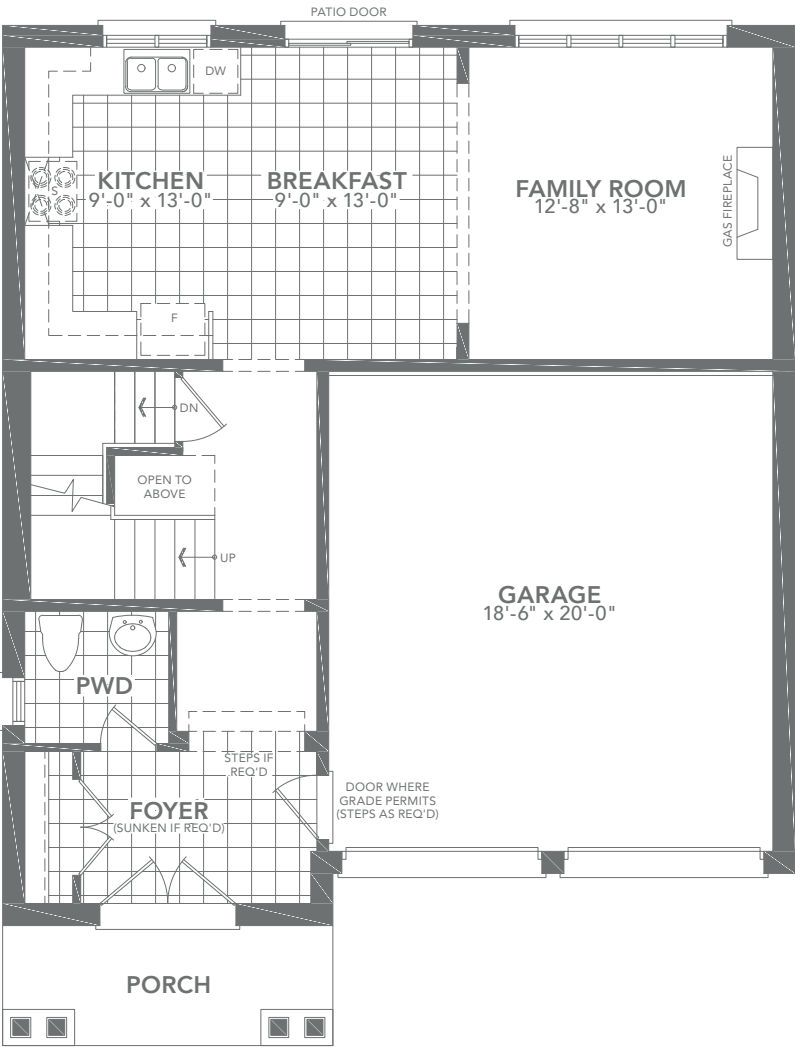 PATIO DOOR
DW
KITCHEN
9'-0" x 13'-0"
BREAKFAST
9'-0" x 13'-0"
FAMILY ROOM
12'-8" x 13'-0"
GAS FIREPLACE
S
F
DN
OPEN TO
ABOVE
UP
GARAGE
18'-6" x 20'-0"
PWD
STEPS IF
REQ'D
DOOR WHERE
GRADE PERMITS
(STEPS AS REQ'D)
FOYER
(SUNKEN IF REQ'D)
PORCH